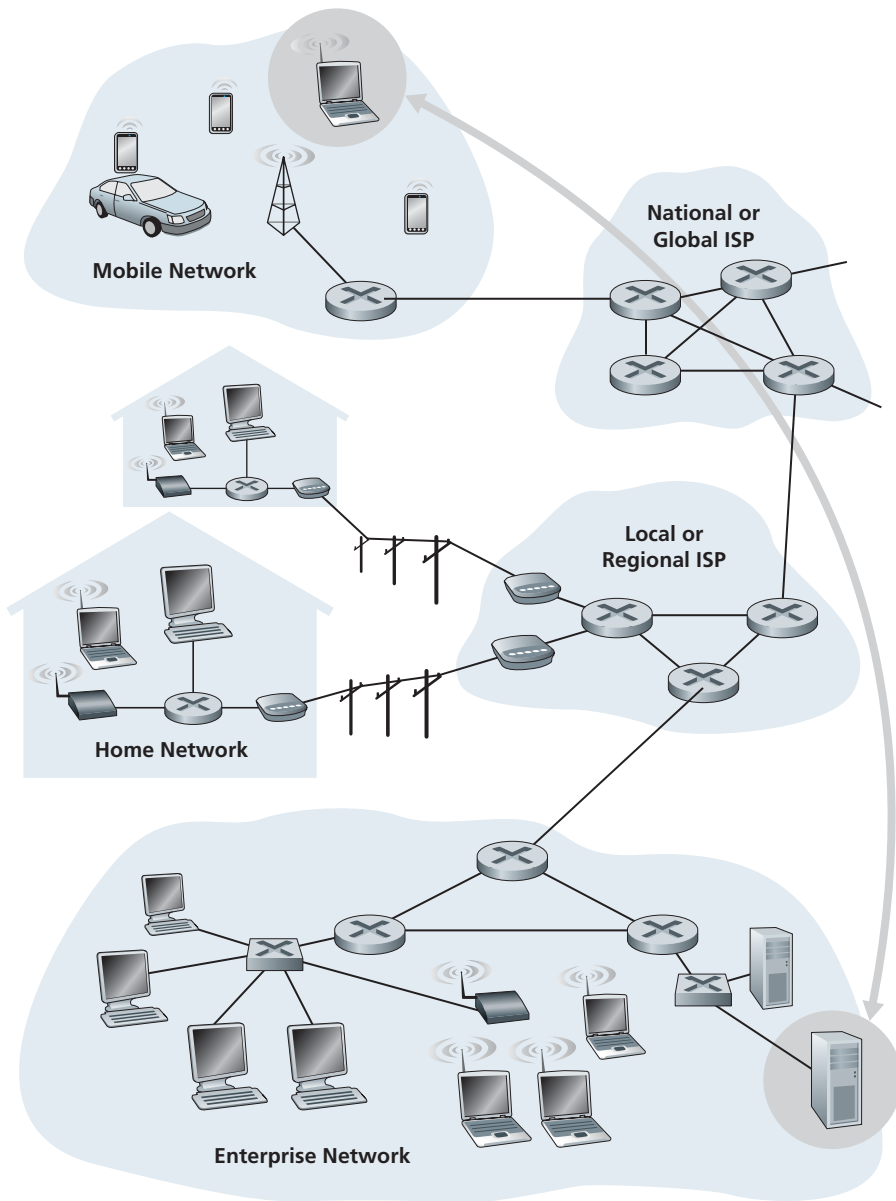 National or
Global ISP
Mobile Network
Local or
Regional ISP
Home Network
Enterprise Network